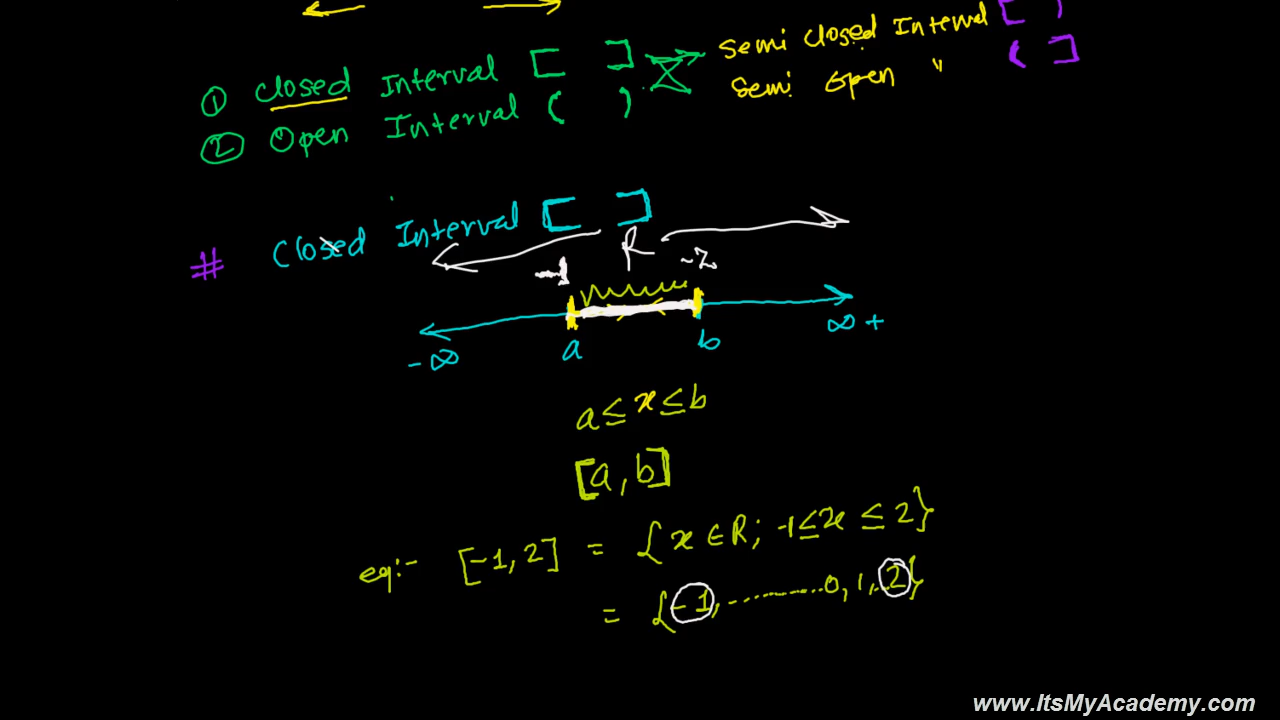 ① Closed Interval [ ] Semi Closed Interval [ )
② Open Interval ( ) Semi Open " ( ]
# Closed Interval [ ]
R
-1 -2
-∞ a b ∞ +
a ≤ x ≤ b
[a, b]
eg:- [-1, 2] = {x ∈ R; -1 ≤ x ≤ 2}
= {-1, ........... 0, 1, .. 2}
www.ItsMyAcademy.com